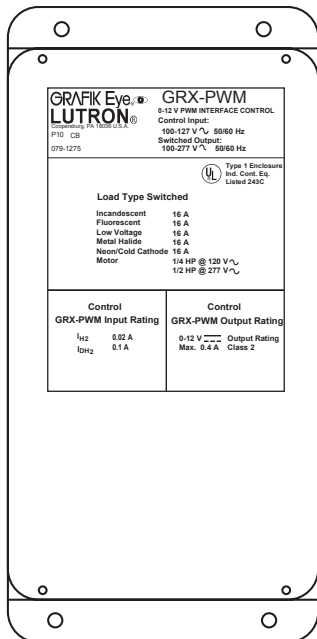 GRAFIK Eye®
LUTRON®
Coopersburg, PA 18036 U.S.A.
P10 CB
079-1275
GRX-PWM
0-12 V PWM INTERFACE CONTROL
Control Input:
100-127 V 50/60 Hz
Switched Output:
100-277 V 50/60 Hz
UL
Type 1 Enclosure
Ind. Cont. Eq.
Listed 243C
Load Type Switched
Incandescent 16 A
Fluorescent 16 A
Low Voltage 16 A
Metal Halide 16 A
Neon/Cold Cathode 16 A
Motor 1/4 HP @ 120 V
1/2 HP @ 277 V
Control
GRX-PWM Input Rating
IH2 0.02 A
IDH2 0.1 A
Control
GRX-PWM Output Rating
0-12 V Output Rating
Max. 0.4 A Class 2